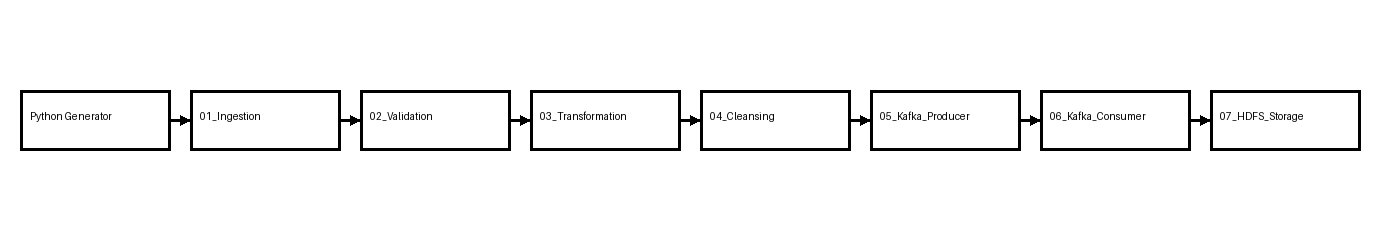 Python Generator
01_Ingestion
02_Validation
03_Transformation
04_Cleansing
05_Kafka_Producer
06_Kafka_Consumer
07_HDFS_Storage